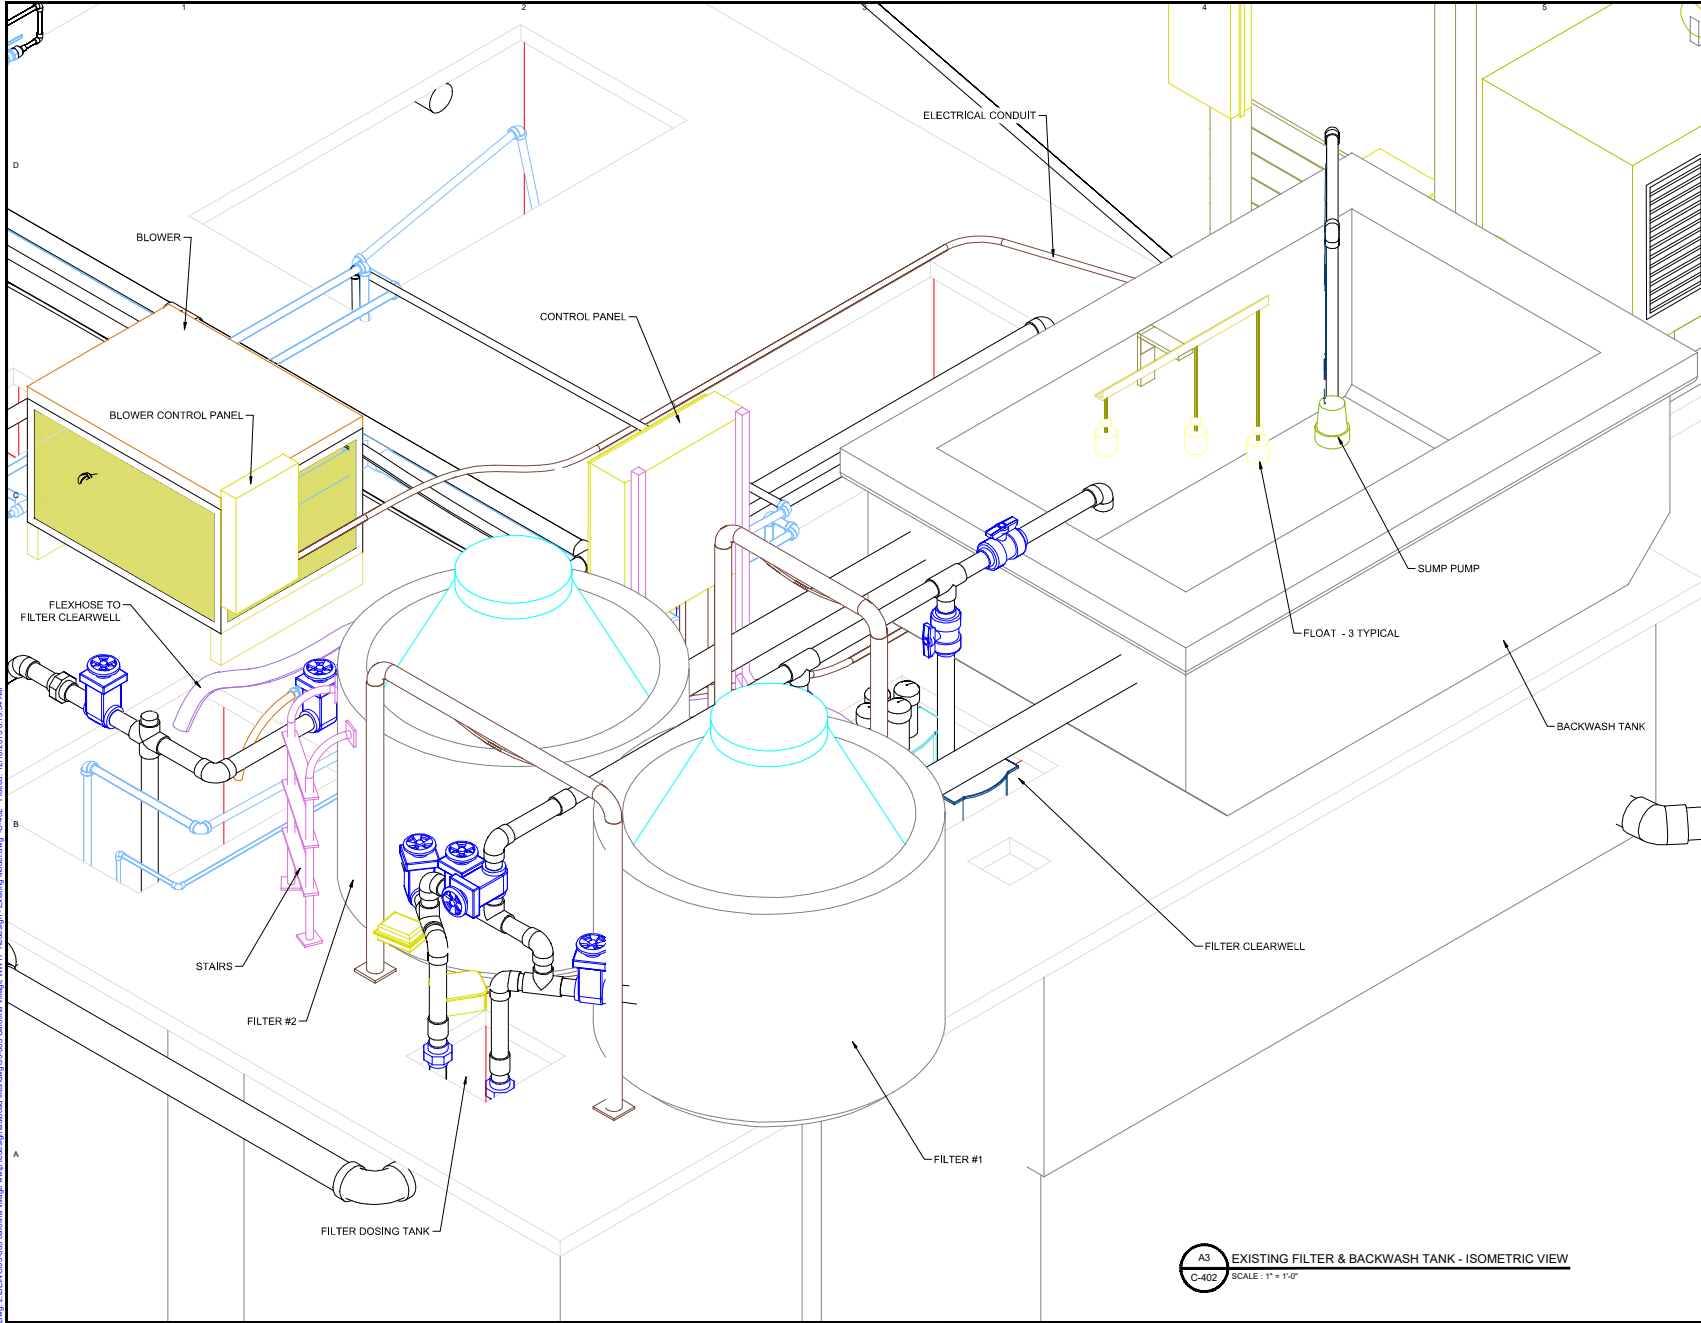 1 2 3 4 5
ELECTRICAL CONDUIT
D
BLOWER
CONTROL PANEL
BLOWER CONTROL PANEL
C
SUMP PUMP
FLEXHOSE TO
FILTER CLEARWELL
FLOAT - 3 TYPICAL
BACKWASH TANK
B
FILTER CLEARWELL
STAIRS
FILTER #2
A
FILTER #1
FILTER DOSING TANK
A3
EXISTING FILTER & BACKWASH TANK - ISOMETRIC VIEW
C-402
SCALE : 1" = 1'-0"